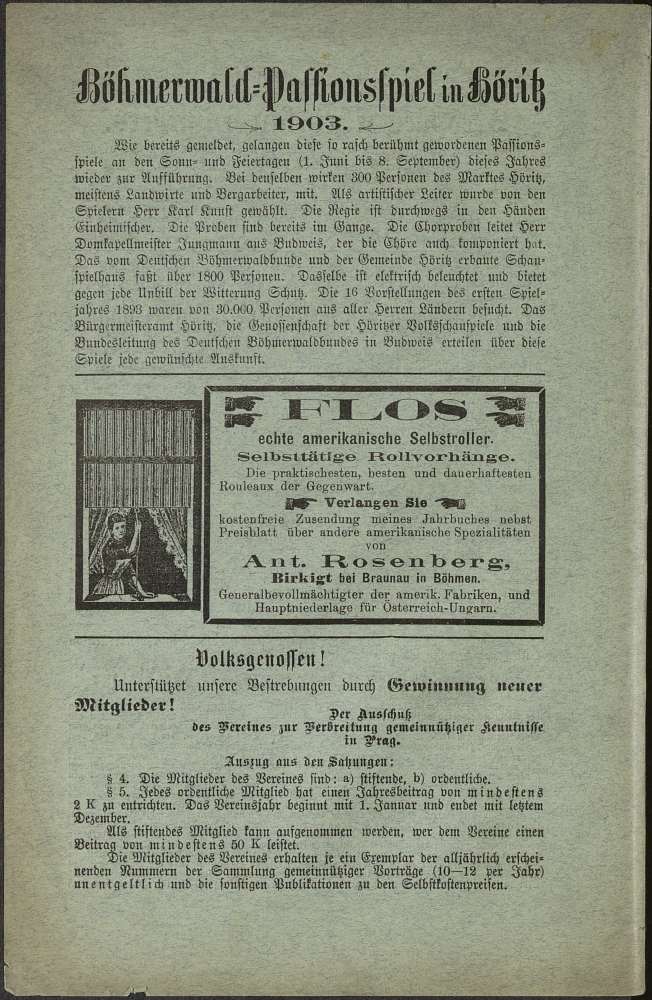 Böhmerwald-Passionsspiel in Höritz
1903.
Wie bereits gemeldet, gelangen diese so rasch berühmt gewordenen Passions-
spiele an den Sonn- und Feiertagen (1. Juni bis 8. September) dieses Jahres
wieder zur Aufführung. Bei denselben wirken 300 Personen des Marktes Höritz,
meistens Landwirte und Bergarbeiter, mit. Als artistischer Leiter wurde von den
Spielern Herr Karl Kunst gewählt. Die Regie ist durchwegs in den Händen
Einheimischer. Die Proben sind bereits im Gange. Die Chorproben leitet Herr
Domkapellmeister Jungmann aus Budweis, der die Chöre auch komponiert hat.
Das vom Deutschen Böhmerwaldbunde und der Gemeinde Höritz erbaute Schau-
spielhaus faßt über 1800 Personen. Dasselbe ist elektrisch beleuchtet und bietet
gegen jede Unbill der Witterung Schutz. Die 16 Vorstellungen des ersten Spiel-
jahres 1893 waren von 30.000 Personen aus aller Herren Ländern besucht. Das
Bürgermeisteramt Höritz, die Genossenschaft der Höritzer Volksschauspiele und die
Bundesleitung des Deutschen Böhmerwaldbundes in Budweis erteilen über diese
Spiele jede gewünschte Auskunft.
FLOS
echte amerikanische Selbstroller.
Selbsttätige Rollvorhänge.
Die praktischesten, besten und dauerhaftesten
Rouleaux der Gegenwart.
Verlangen Sie
kostenfreie Zusendung meines Jahrbuches nebst
Preisblatt über andere amerikanische Spezialitäten
von
Ant. Rosenberg,
Birkigt bei Braunau in Böhmen.
Generalbevollmächtigter der amerik. Fabriken, und
Hauptniederlage für Österreich-Ungarn.
Volksgenossen!
Unterstützet unsere Bestrebungen durch Gewinnung neuer
Mitglieder!
Der Ausschuß
des Vereines zur Verbreitung gemeinnütziger Kenntnisse
in Prag.
Auszug aus den Satzungen:
§ 4. Die Mitglieder des Vereines sind: a) stiftende, b) ordentliche.
§ 5. Jedes ordentliche Mitglied hat einen Jahresbeitrag von mindestens
2 K zu entrichten. Das Vereinsjahr beginnt mit 1. Jannar und endet mit letztem
Dezember.
Als stiftendes Mitglied kann aufgenommen werden, wer dem Vereine einen
Beitrag von mindestens 50 K leistet.
Die Mitglieder des Vereines erhalten je ein Exemplar der alljährlich erschei-
nenden Nummern der Sammlung gemeinnütziger Vorträge (10—12 per Jahr)
unentgeltlich und die sonstigen Publikationen zu den Selbstkostenpreisen.